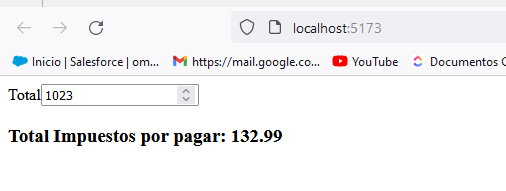 localhost:5173
Inicio | Salesforce | om... https://mail.google.co... YouTube Documentos
Total 1023
Total Impuestos por pagar: 132.99